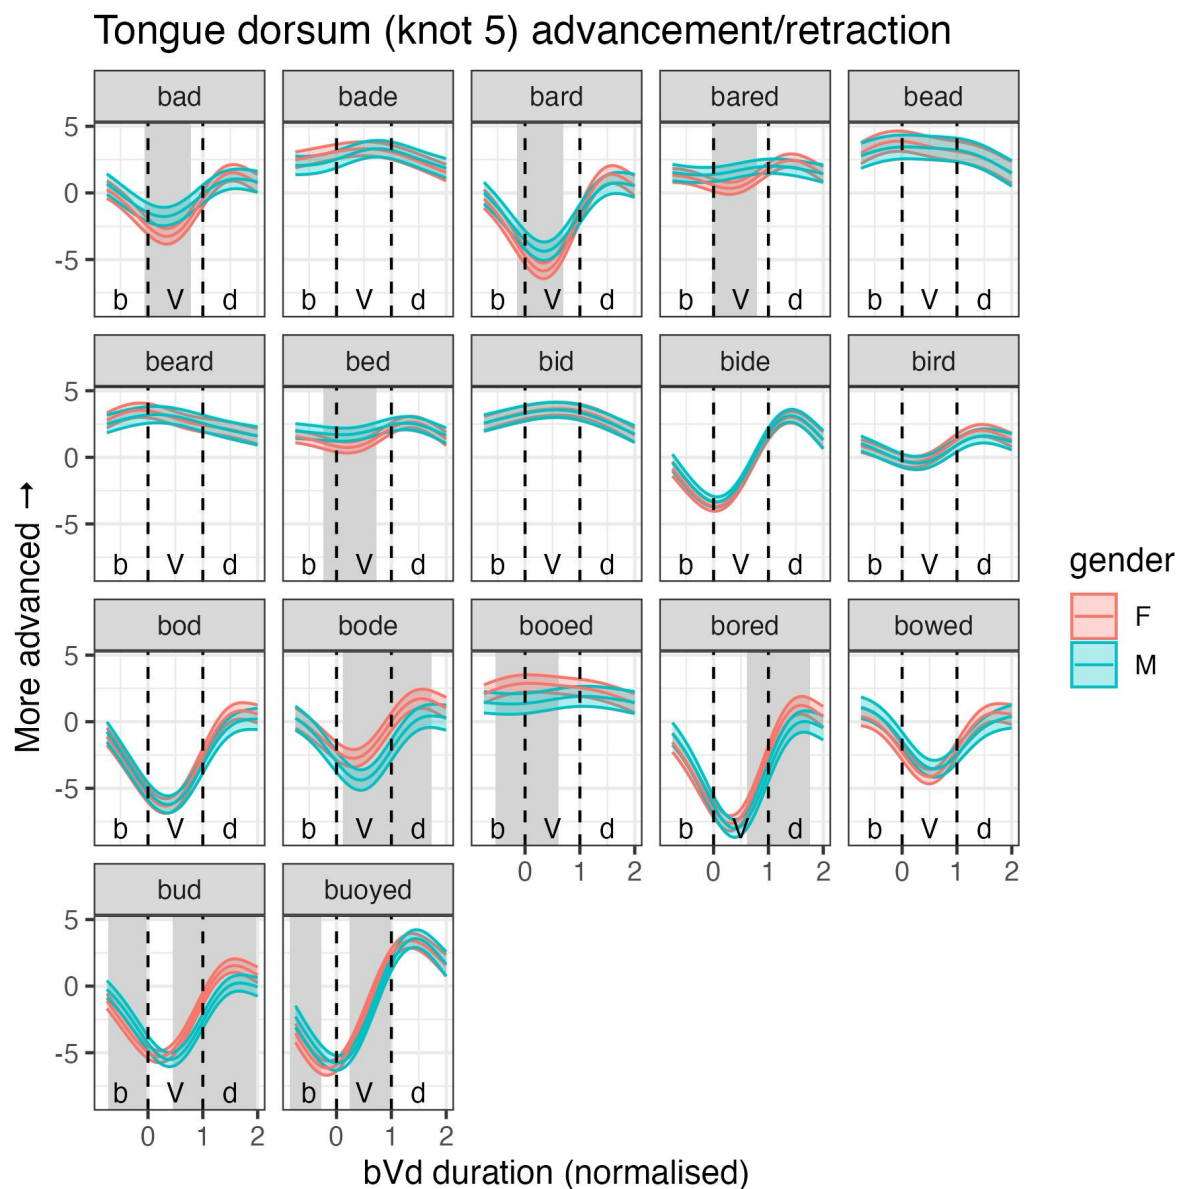 Tongue dorsum (knot 5) advancement/retraction
bad bade bard bared bead
5
0
-5
b V d b V d b V d b V d b V d
beard bed bid bide bird
5
0
-5
b V d b V d b V d b V d b V d
bod bode booed bored bowed
5
0
-5
b V d b V d b V d b V d b V d
0 1 2 0 1 2 0 1 2
bud buoyed
5
0
-5
b V d b V d
0 1 2 0 1 2
bVd duration (normalised)
More advanced →
gender
F
M